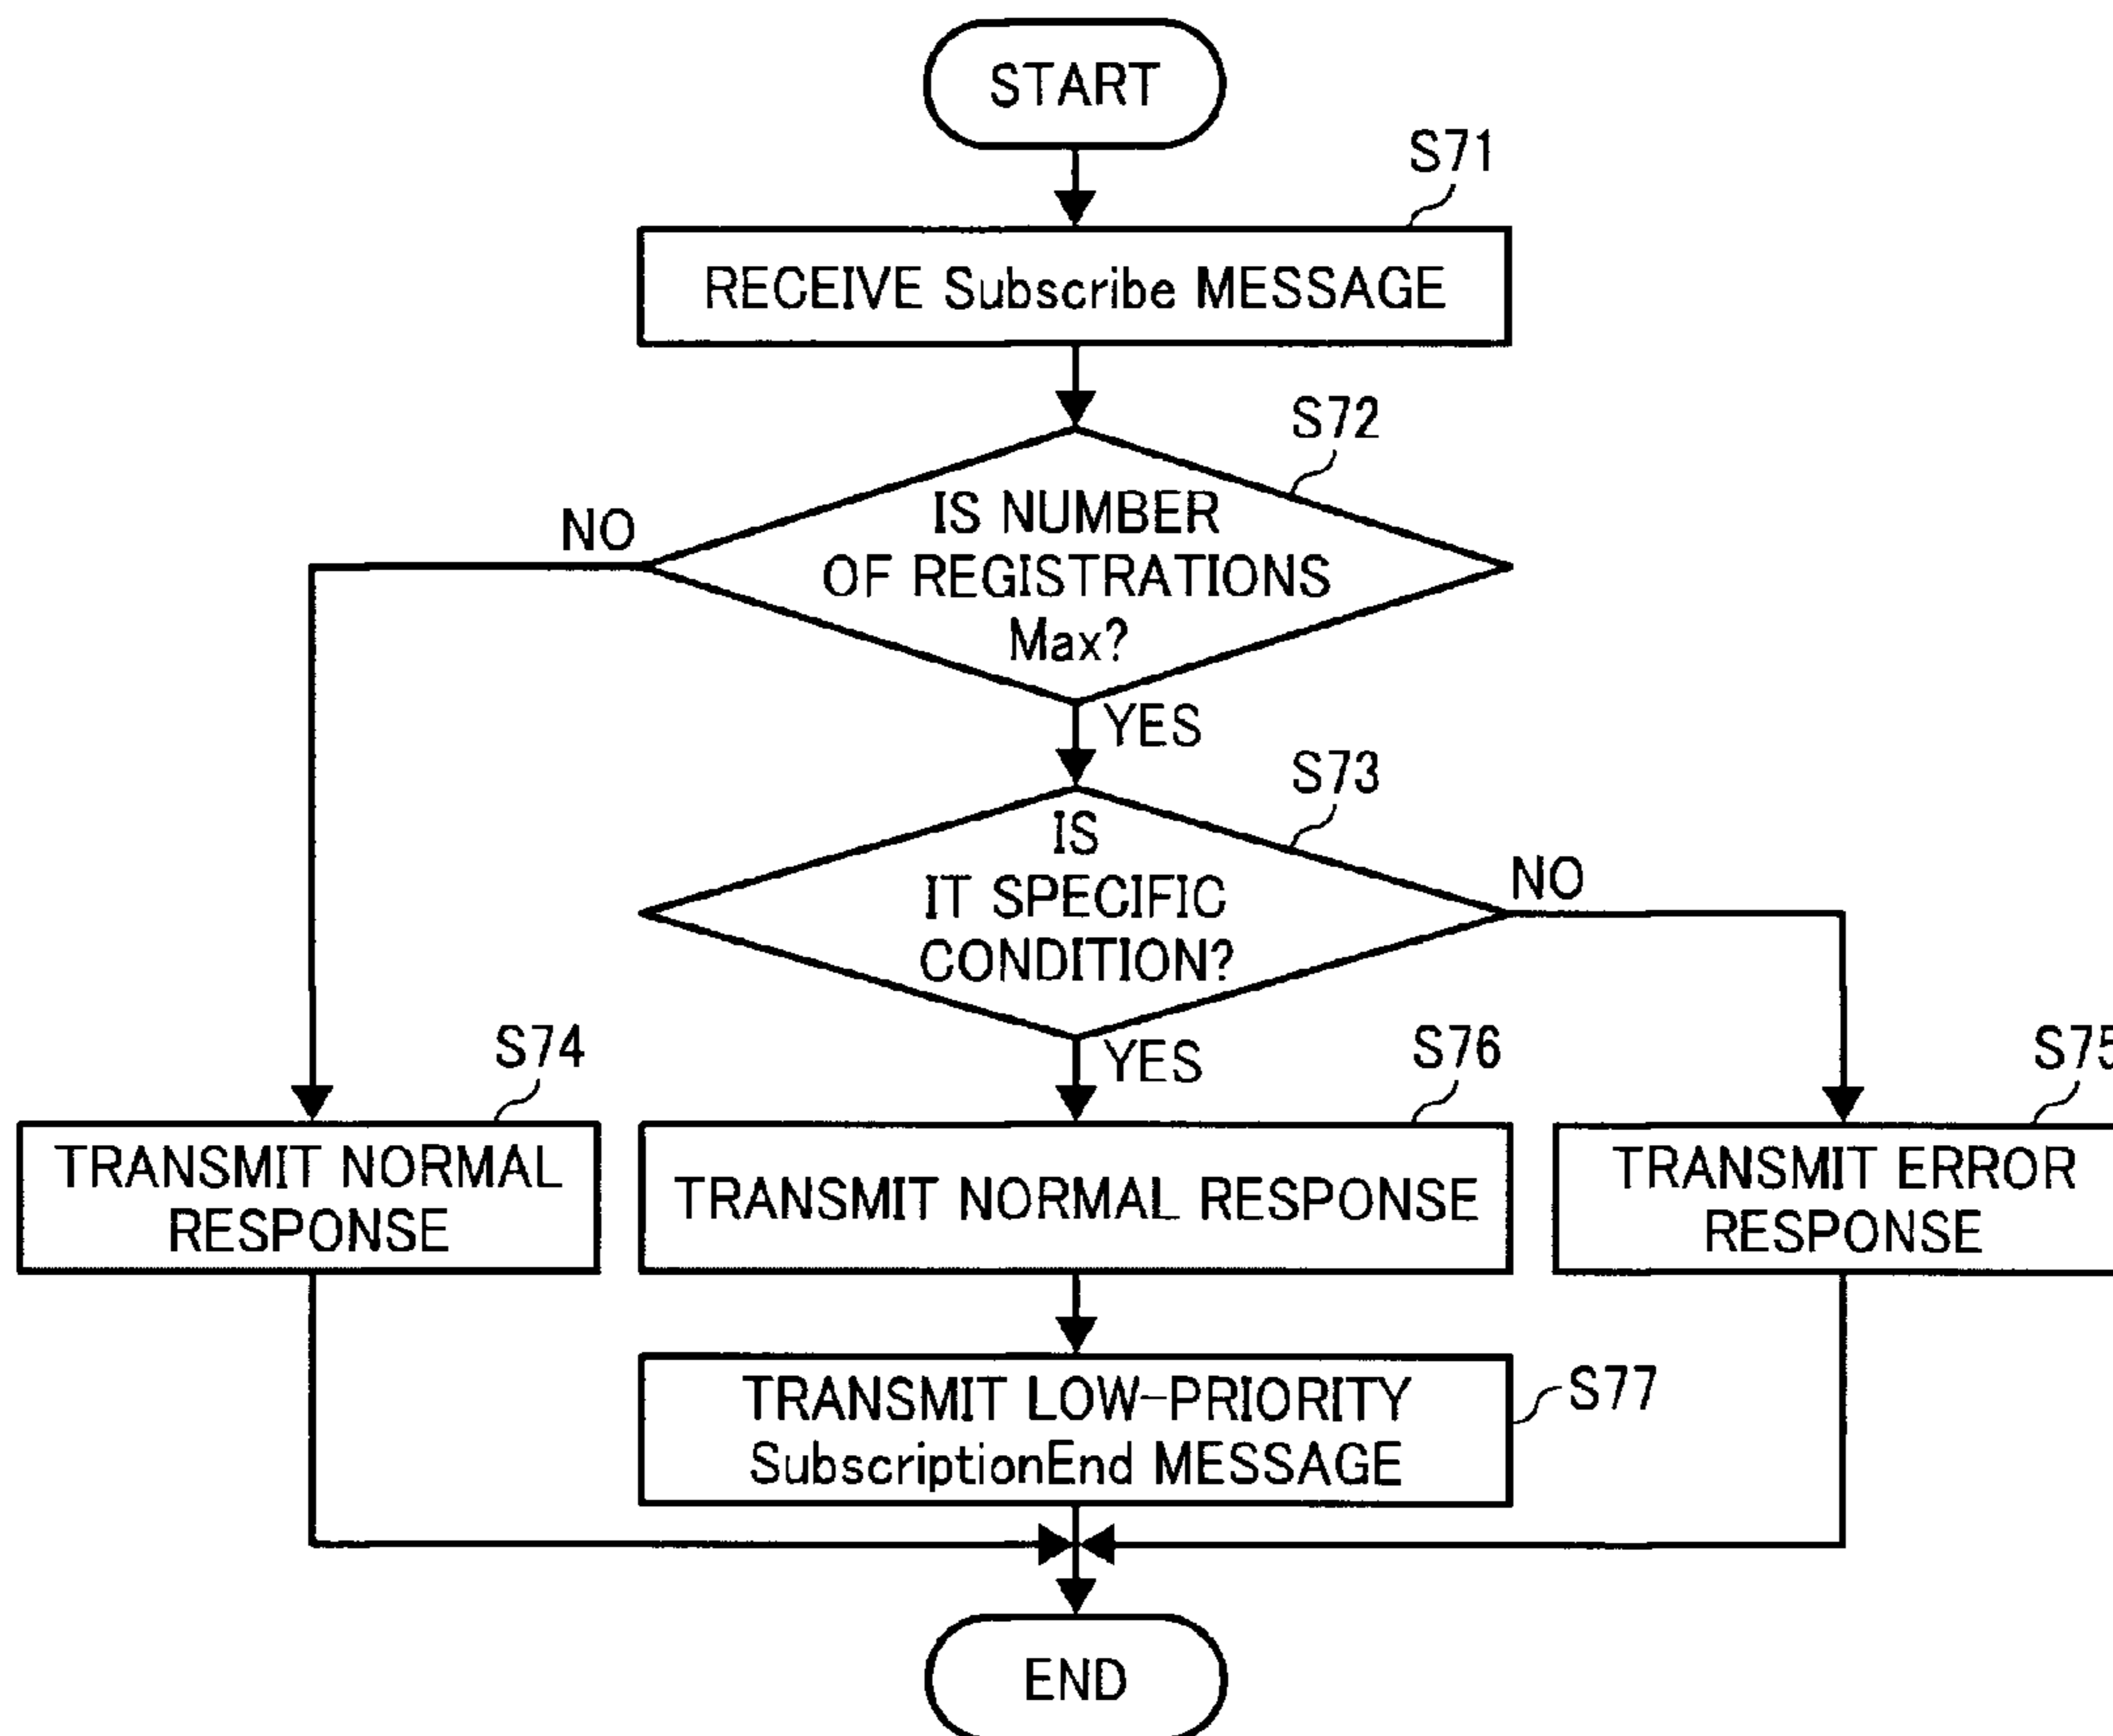 START
S71
RECEIVE Subscribe MESSAGE
S72
IS NUMBER
OF REGISTRATIONS
Max?
NO
YES
S73
IS
IT SPECIFIC
CONDITION?
NO
YES
S74
TRANSMIT NORMAL
RESPONSE
S76
TRANSMIT NORMAL RESPONSE
S75
TRANSMIT ERROR
RESPONSE
TRANSMIT LOW-PRIORITY
SubscriptionEnd MESSAGE
S77
END